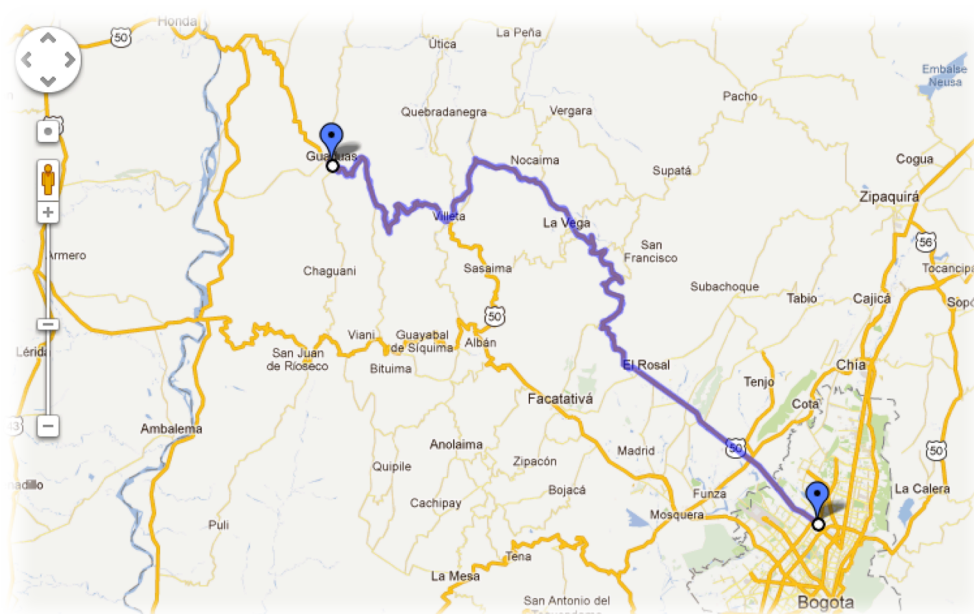 Honda
50
Útica
La Peña
Embalse
Neusa
Pacho
Quebradanegra
Vergara
Guaduas
Nocaima
Supatá
Cogua
Zipaquirá
Villeta
La Vega
San
Francisco
56
Armero
Chaguani
Sasaima
Subachoque
Tabio
Cajicá
Tocancipa
Sopó
50
Viani
Guayabal
de Síquima
Albán
Lérida
San Juan
de Ríoseco
Bituima
El Rosal
Chía
Tenjo
Facatativá
Cota
Ambalema
Anolaima
Madrid
50
50
Quipile
Zipacón
Bojacá
Funza
La Calera
Cachipay
Mosquera
Puli
Tena
La Mesa
San Antonio del
Bogota